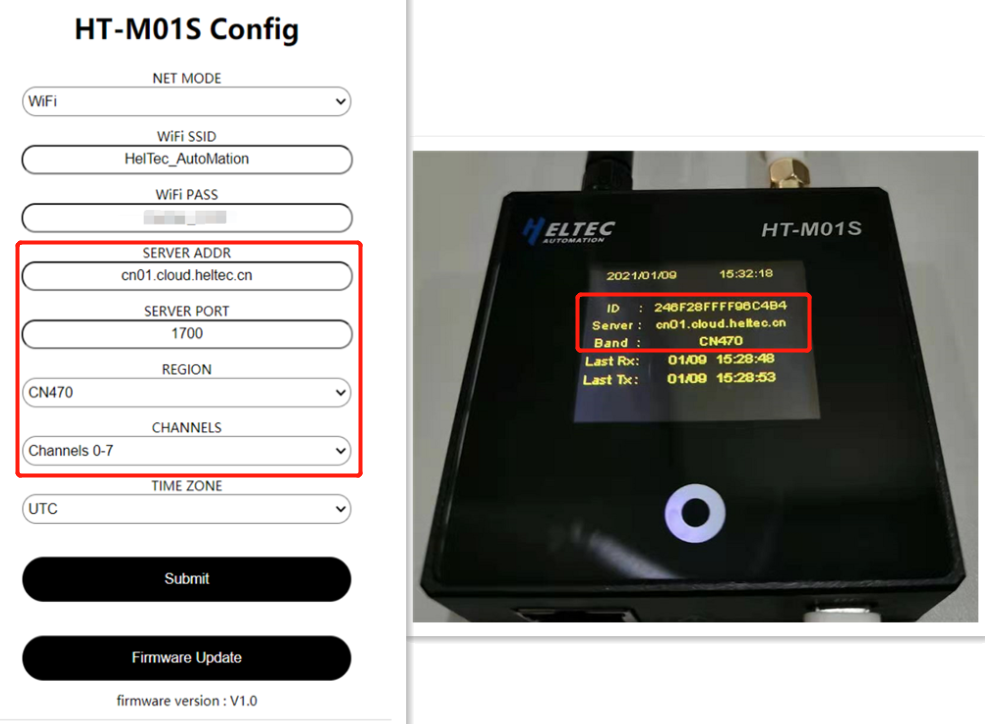 HT-M01S Config
NET MODE
WiFi
WiFi SSID
HelTec_AutoMation
WiFi PASS
SERVER ADDR
cn01.cloud.heltec.cn
SERVER PORT
1700
REGION
CN470
CHANNELS
Channels 0-7
TIME ZONE
UTC
Submit
Firmware Update
firmware version : V1.0
HELTEC
AUTOMATION
HT-M01S
2021/01/09 15:32:18
ID : 246F28FFFF96C4B4
Server : cn01.cloud.heltec.cn
Band : CN470
Last Rx: 01/09 15:28:48
Last Tx: 01/09 15:28:53